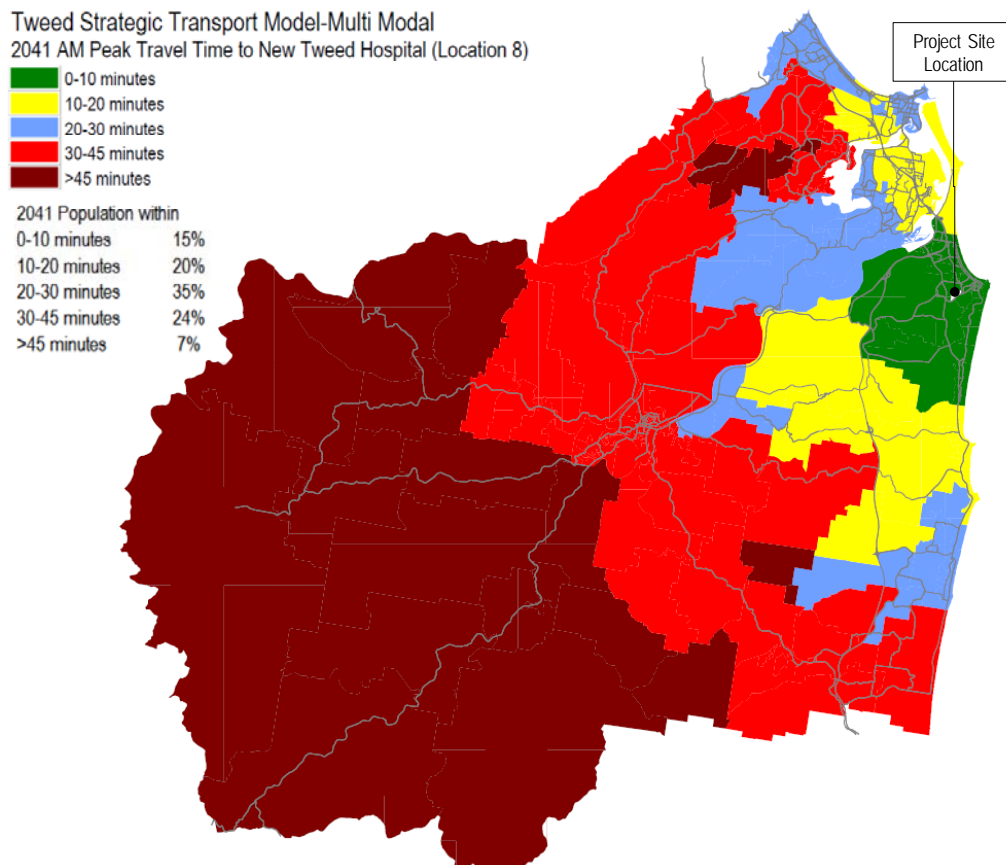 Tweed Strategic Transport Model-Multi Modal
2041 AM Peak Travel Time to New Tweed Hospital (Location 8)
0-10 minutes
10-20 minutes
20-30 minutes
30-45 minutes
>45 minutes
2041 Population within
0-10 minutes 15%
10-20 minutes 20%
20-30 minutes 35%
30-45 minutes 24%
>45 minutes 7%
Project Site
Location